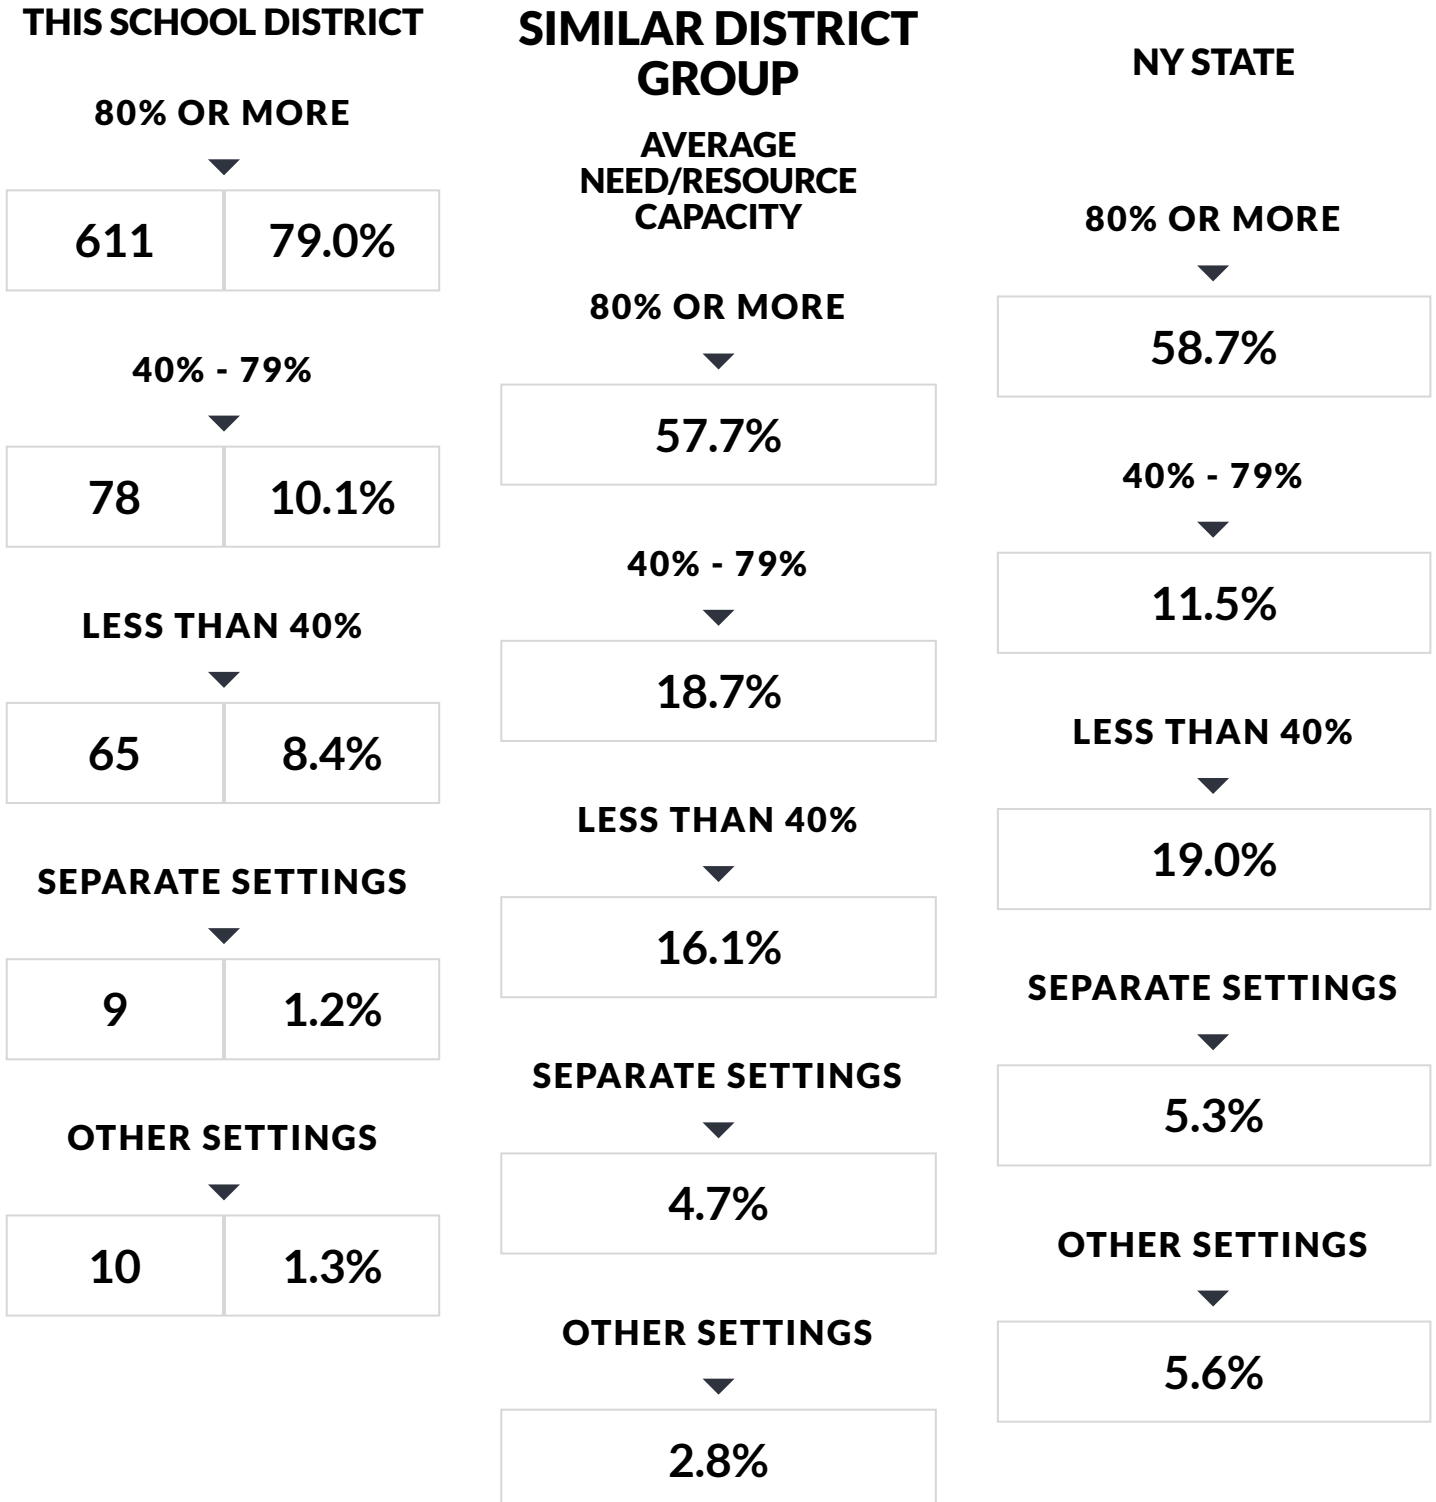 THIS SCHOOL DISTRICT
80% OR MORE
611 79.0%
40% - 79%
78 10.1%
LESS THAN 40%
65 8.4%
SEPARATE SETTINGS
9 1.2%
OTHER SETTINGS
10 1.3%
SIMILAR DISTRICT
GROUP
AVERAGE
NEED/RESOURCE
CAPACITY
80% OR MORE
57.7%
40% - 79%
18.7%
LESS THAN 40%
16.1%
SEPARATE SETTINGS
4.7%
OTHER SETTINGS
2.8%
NY STATE
80% OR MORE
58.7%
40% - 79%
11.5%
LESS THAN 40%
19.0%
SEPARATE SETTINGS
5.3%
OTHER SETTINGS
5.6%